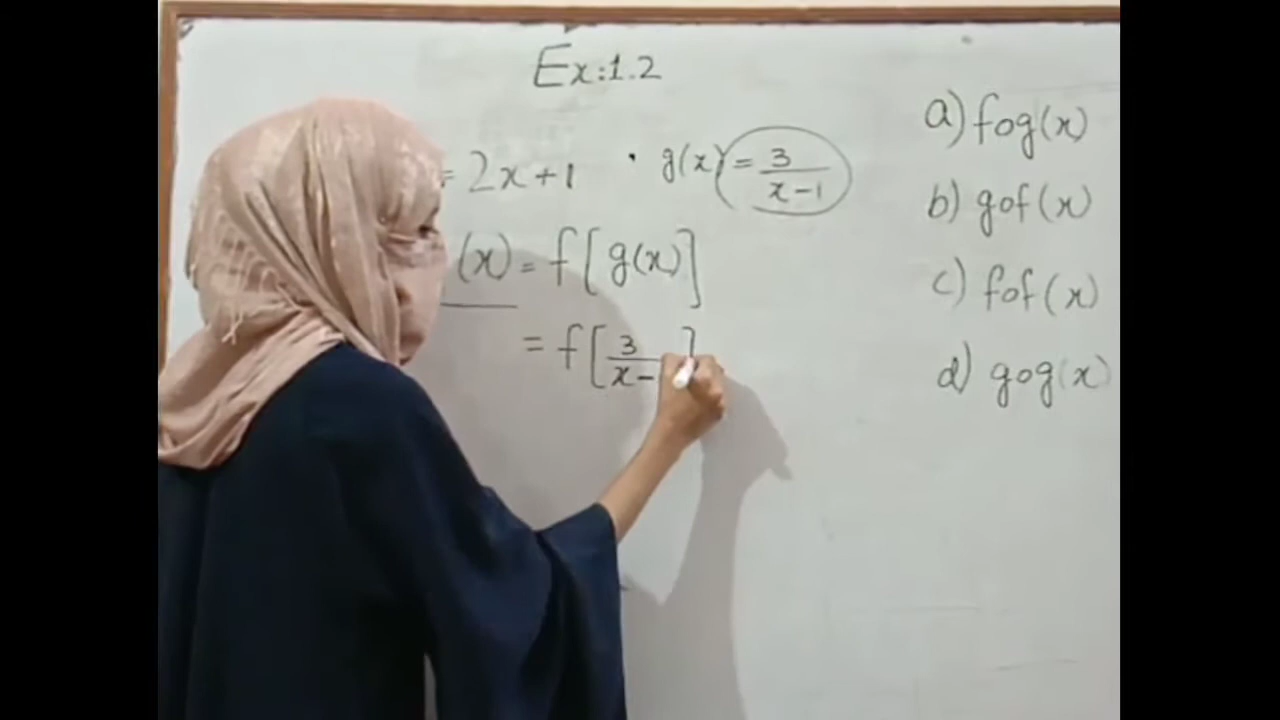 Ex:1.2
= 2x+1 · g(x) = 3/(x-1)
(x) = f[g(x)]
= f[3/(x-]
a) fog(x)
b) gof(x)
c) fof(x)
d) gog(x)